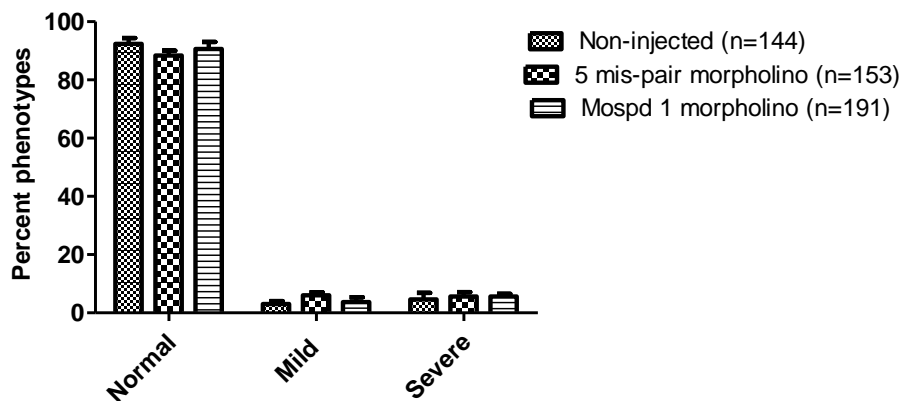 100
80
60
40
20
0
Percent phenotypes
Normal
Mild
Severe
Non-injected (n=144)
5 mis-pair morpholino (n=153)
Mospd 1 morpholino (n=191)